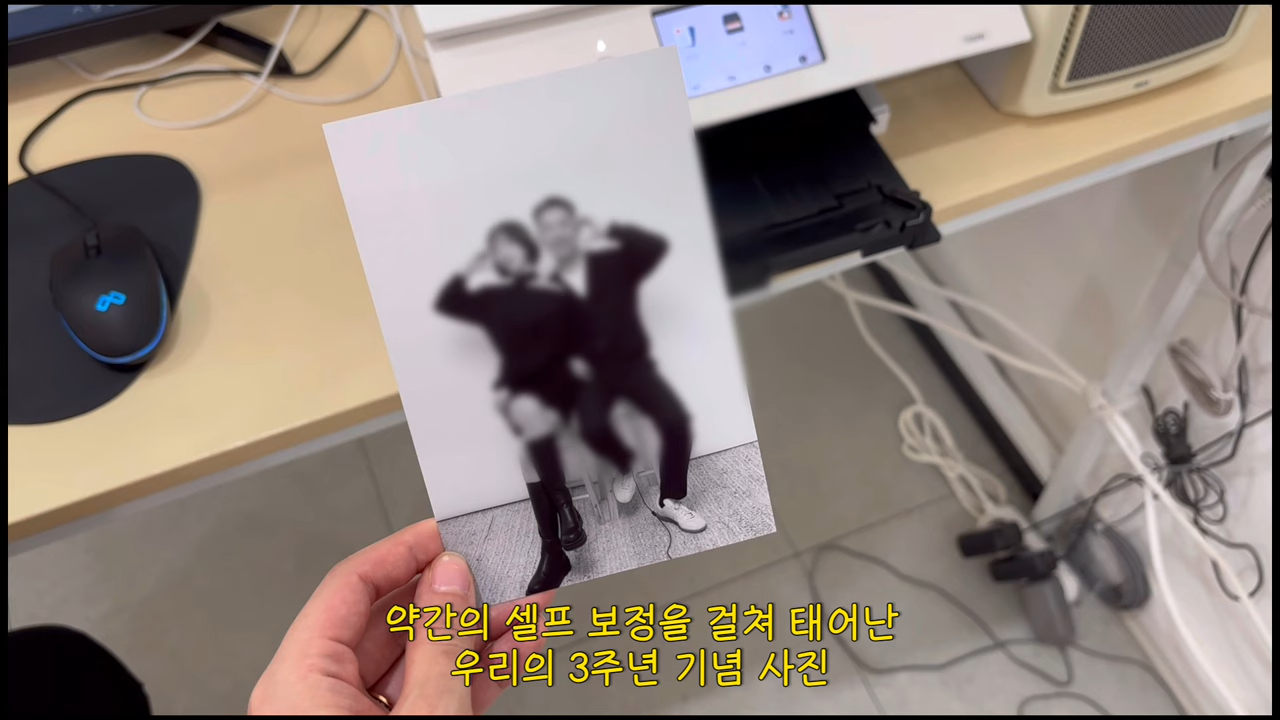 약간의 셀프 보정을 걸쳐 태어난
우리의 3주년 기념 사진